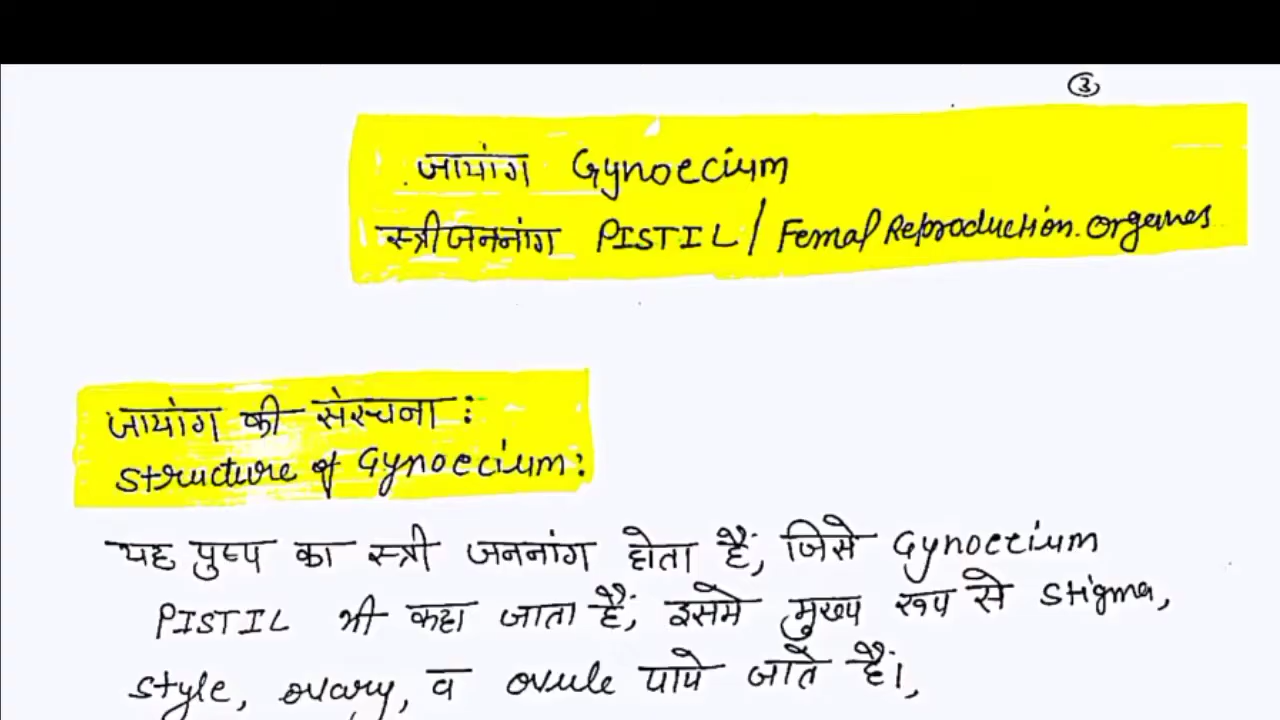 ③
जायांग Gynoecium
स्त्रीजननांग PISTIL / Femal Reproduction. Organes
जायांग की संरचना :
Structure of Gynoecium :
यह पुष्प का स्त्री जननांग होता है, जिसे Gynoecium
PISTIL भी कहा जाता है, इसमे मुख्य रूप से stigma,
style, ovary, व ovule पाये जाते है।,